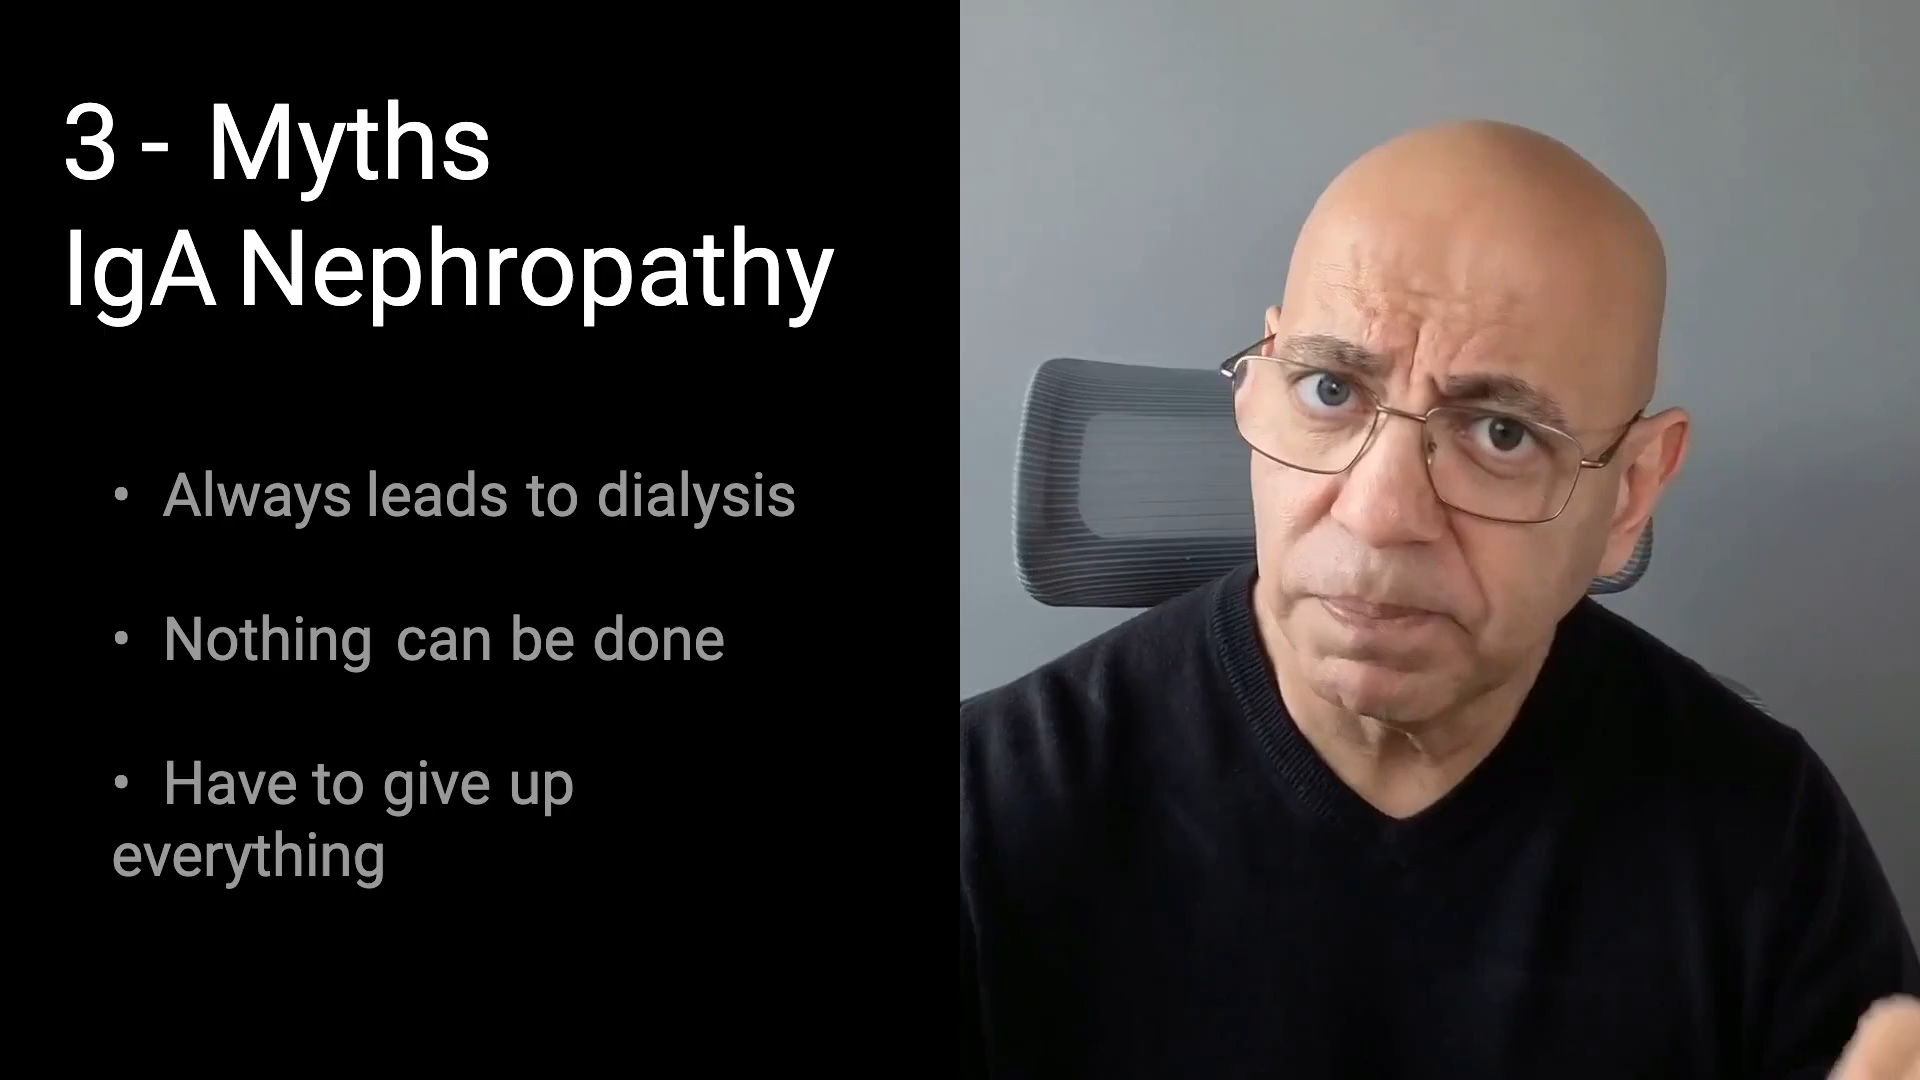 3 - Myths
IgA Nephropathy
• Always leads to dialysis
• Nothing can be done
• Have to give up
everything